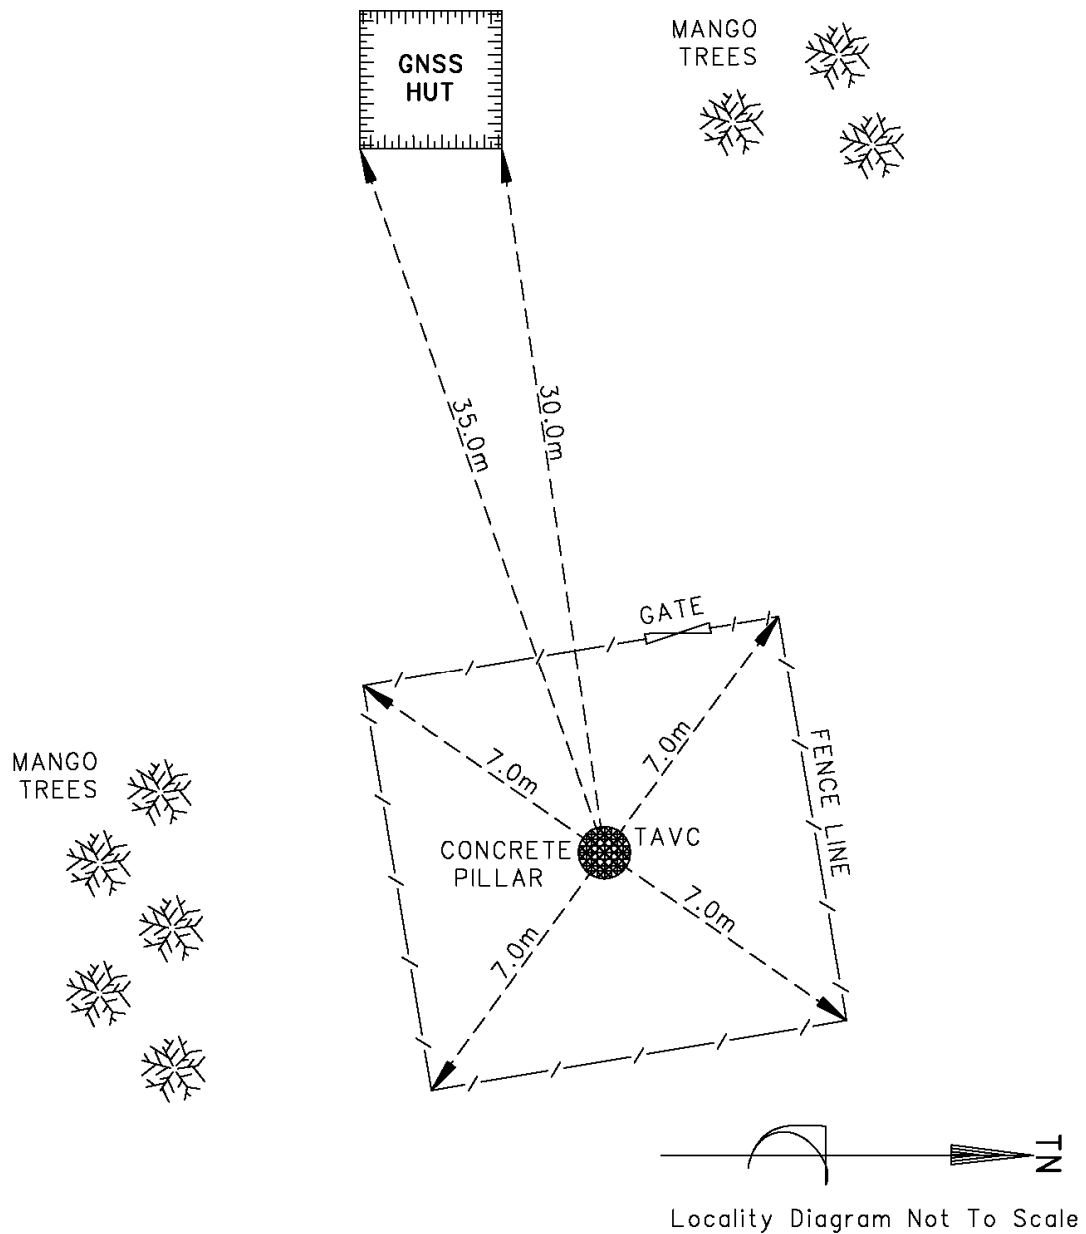 GNSS
HUT
MANGO
TREES
35.0m
30.0m
GATE
7.0m
7.0m
FENCE LINE
MANGO
TREES
TAVC
CONCRETE
PILLAR
7.0m
7.0m
TN
Locality Diagram Not To Scale